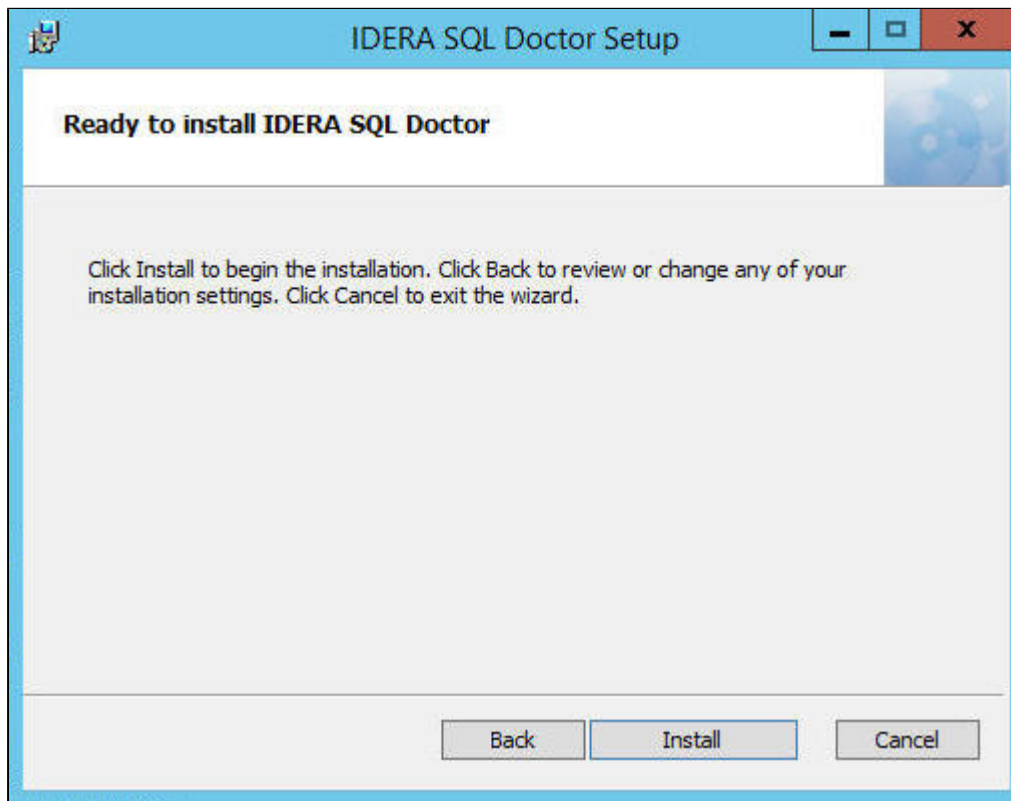 IDERA SQL Doctor Setup
Ready to install IDERA SQL Doctor
Click Install to begin the installation. Click Back to review or change any of your
installation settings. Click Cancel to exit the wizard.
Back
Install
Cancel